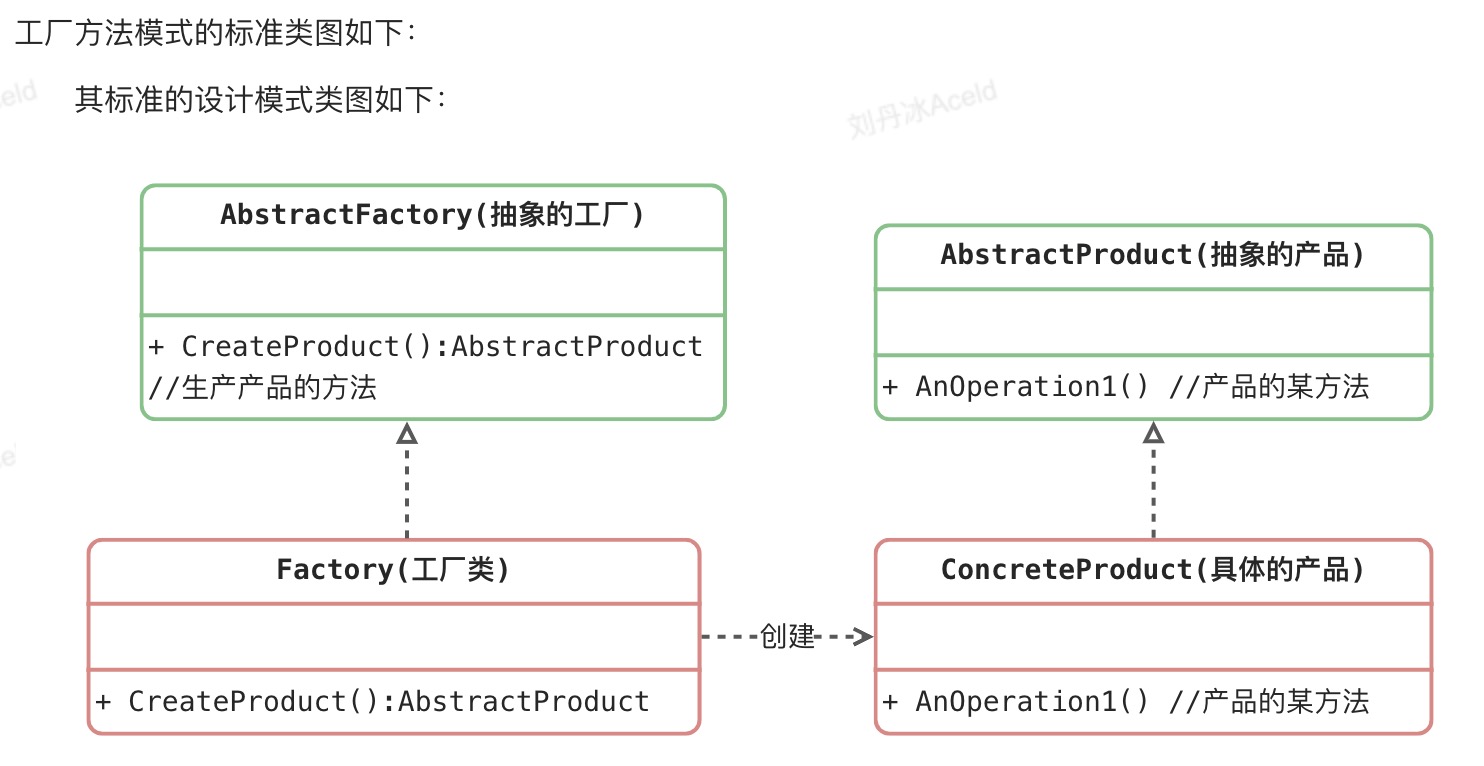 工厂方法模式的标准类图如下：
其标准的设计模式类图如下：
刘丹冰Aceld
AbstractFactory(抽象的工厂)
+ CreateProduct():AbstractProduct
//生产产品的方法
AbstractProduct(抽象的产品)
+ AnOperation1() //产品的某方法
Factory(工厂类)
+ CreateProduct():AbstractProduct
创建
ConcreteProduct(具体的产品)
+ AnOperation1() //产品的某方法